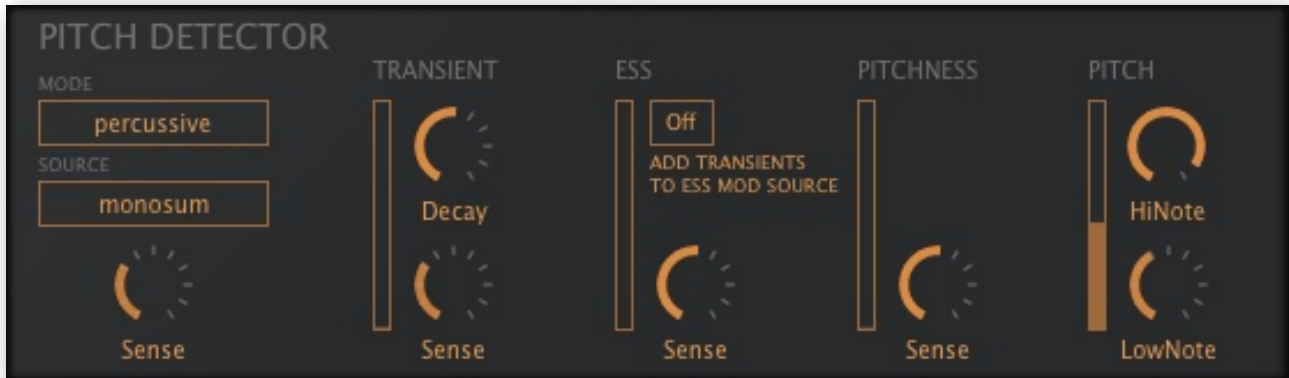 PITCH DETECTOR
MODE
percussive
SOURCE
monosum
Sense
TRANSIENT
Decay
Sense
ESS
Off
ADD TRANSIENTS
TO ESS MOD SOURCE
Sense
PITCHNESS
Sense
PITCH
HiNote
LowNote